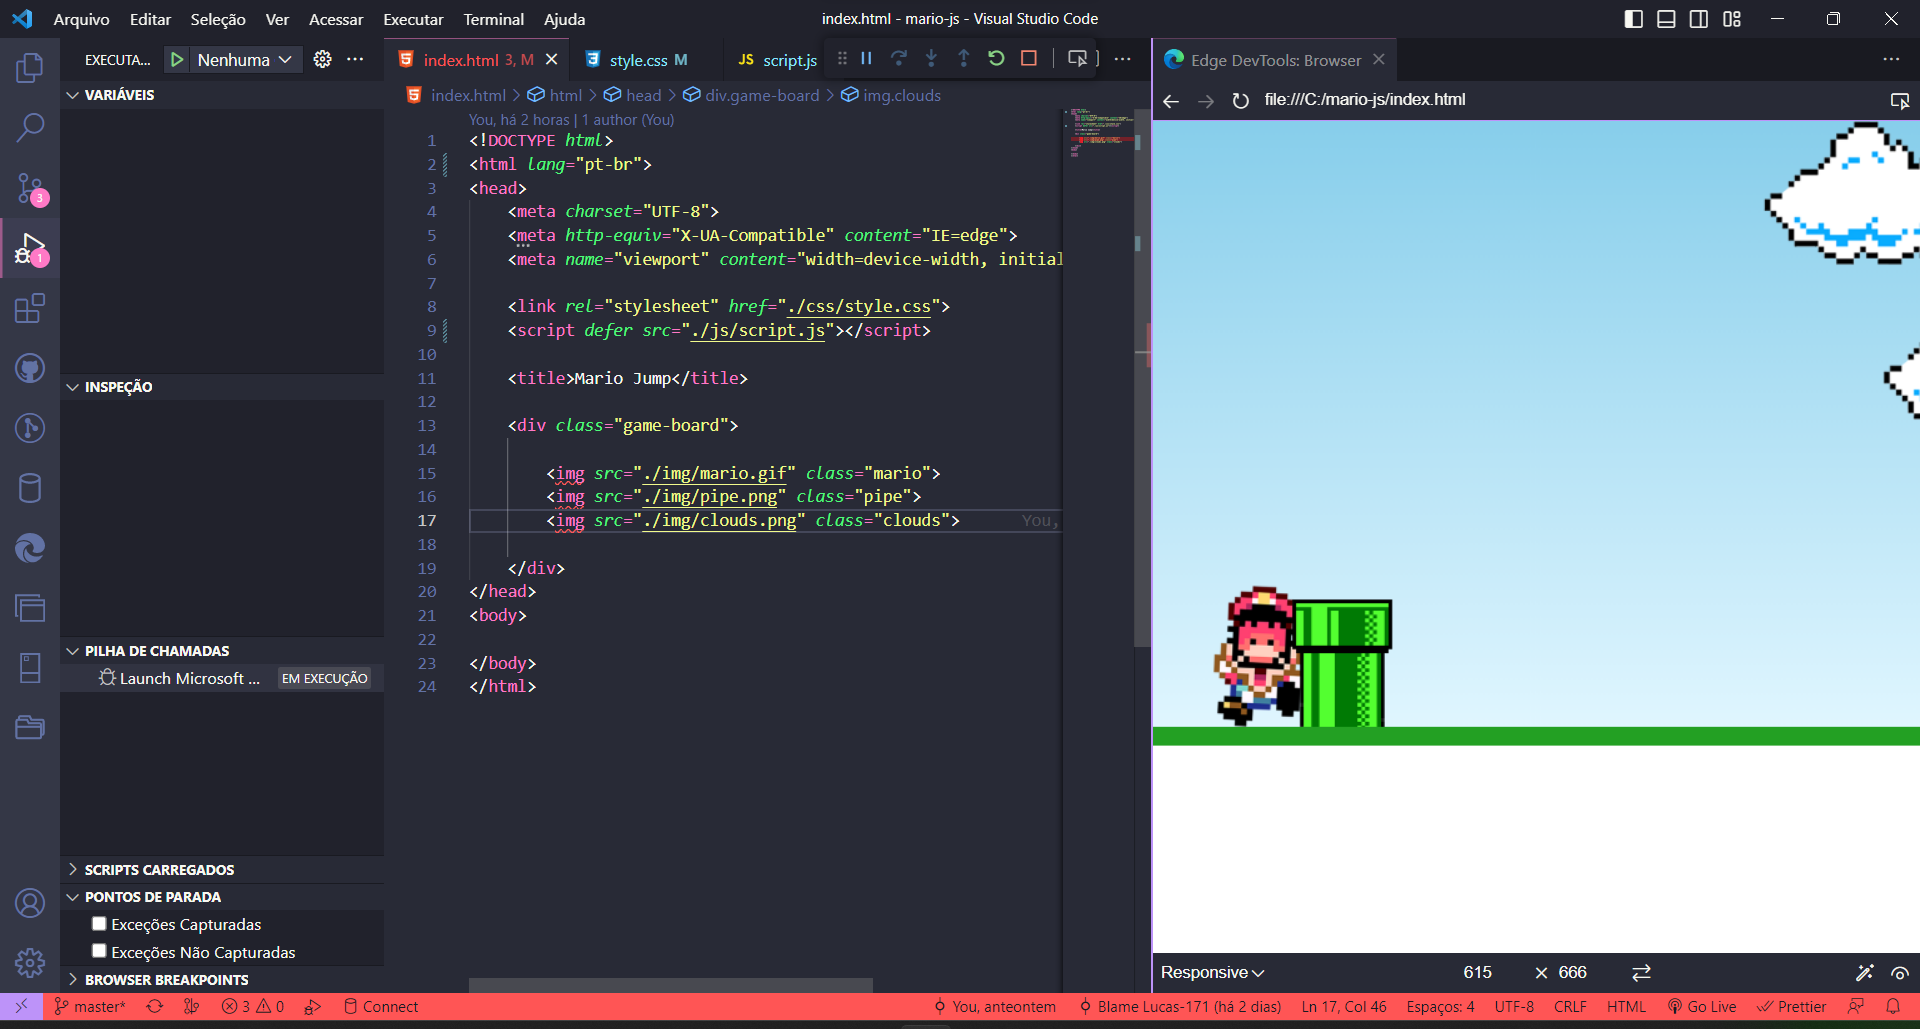 Arquivo Editar Seleção Ver Acessar Executar Terminal Ajuda
index.html - mario-js - Visual Studio Code
EXECUTA... Nenhuma
index.html 3, M
style.css M
JS script.js
Edge DevTools: Browser
index.html > html > head > div.game-board > img.clouds
file:///C:/mario-js/index.html
VARIÁVEIS
INSPEÇÃO
PILHA DE CHAMADAS
Launch Microsoft ... EM EXECUÇÃO
SCRIPTS CARREGADOS
PONTOS DE PARADA
Exceções Capturadas
Exceções Não Capturadas
BROWSER BREAKPOINTS
3
1
You, há 2 horas | 1 author (You)
1 <!DOCTYPE html>
2 <html lang="pt-br">
3 <head>
4 <meta charset="UTF-8">
5 <meta http-equiv="X-UA-Compatible" content="IE=edge">
6 <meta name="viewport" content="width=device-width, initial
7
8 <link rel="stylesheet" href="./css/style.css">
9 <script defer src="./js/script.js"></script>
10
11 <title>Mario Jump</title>
12
13 <div class="game-board">
14
15 <img src="./img/mario.gif" class="mario">
16 <img src="./img/pipe.png" class="pipe">
17 <img src="./img/clouds.png" class="clouds"> You,
18
19 </div>
20 </head>
21 <body>
22
23 </body>
24 </html>
Responsive 615 × 666
master* 3 0 Connect You, anteontem Blame Lucas-171 (há 2 dias) Ln 17, Col 46 Espaços: 4 UTF-8 CRLF HTML Go Live Prettier